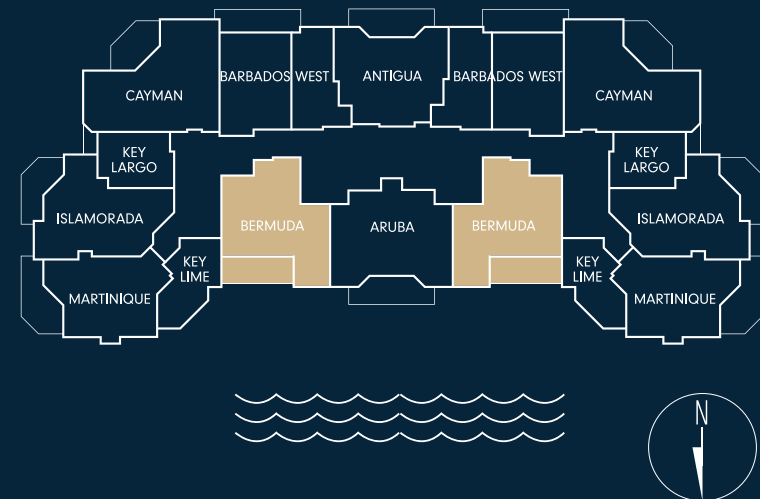 CAYMAN
BARBADOS
WEST
ANTIGUA
BARBADOS WEST
CAYMAN
KEY
LARGO
KEY
LARGO
ISLAMORADA
BERMUDA
ARUBA
BERMUDA
ISLAMORADA
KEY
LIME
KEY
LIME
MARTINIQUE
MARTINIQUE
N